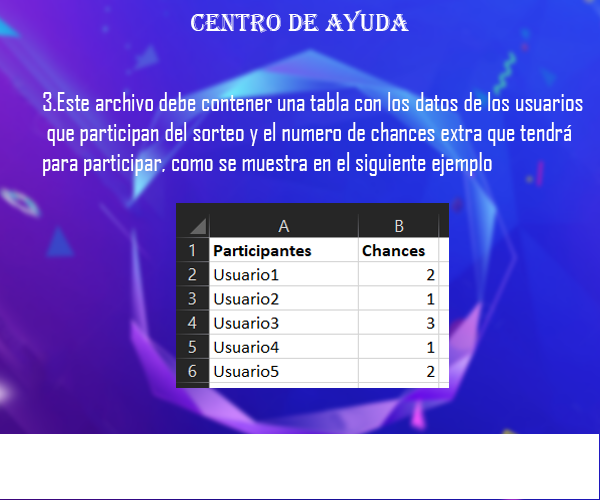 CENTRO DE AYUDA
3.Este archivo debe contener una tabla con los datos de los usuarios
que participan del sorteo y el numero de chances extra que tendrá
para participar, como se muestra en el siguiente ejemplo
A B
1 Participantes Chances
2 Usuario1 2
3 Usuario2 1
4 Usuario3 3
5 Usuario4 1
6 Usuario5 2